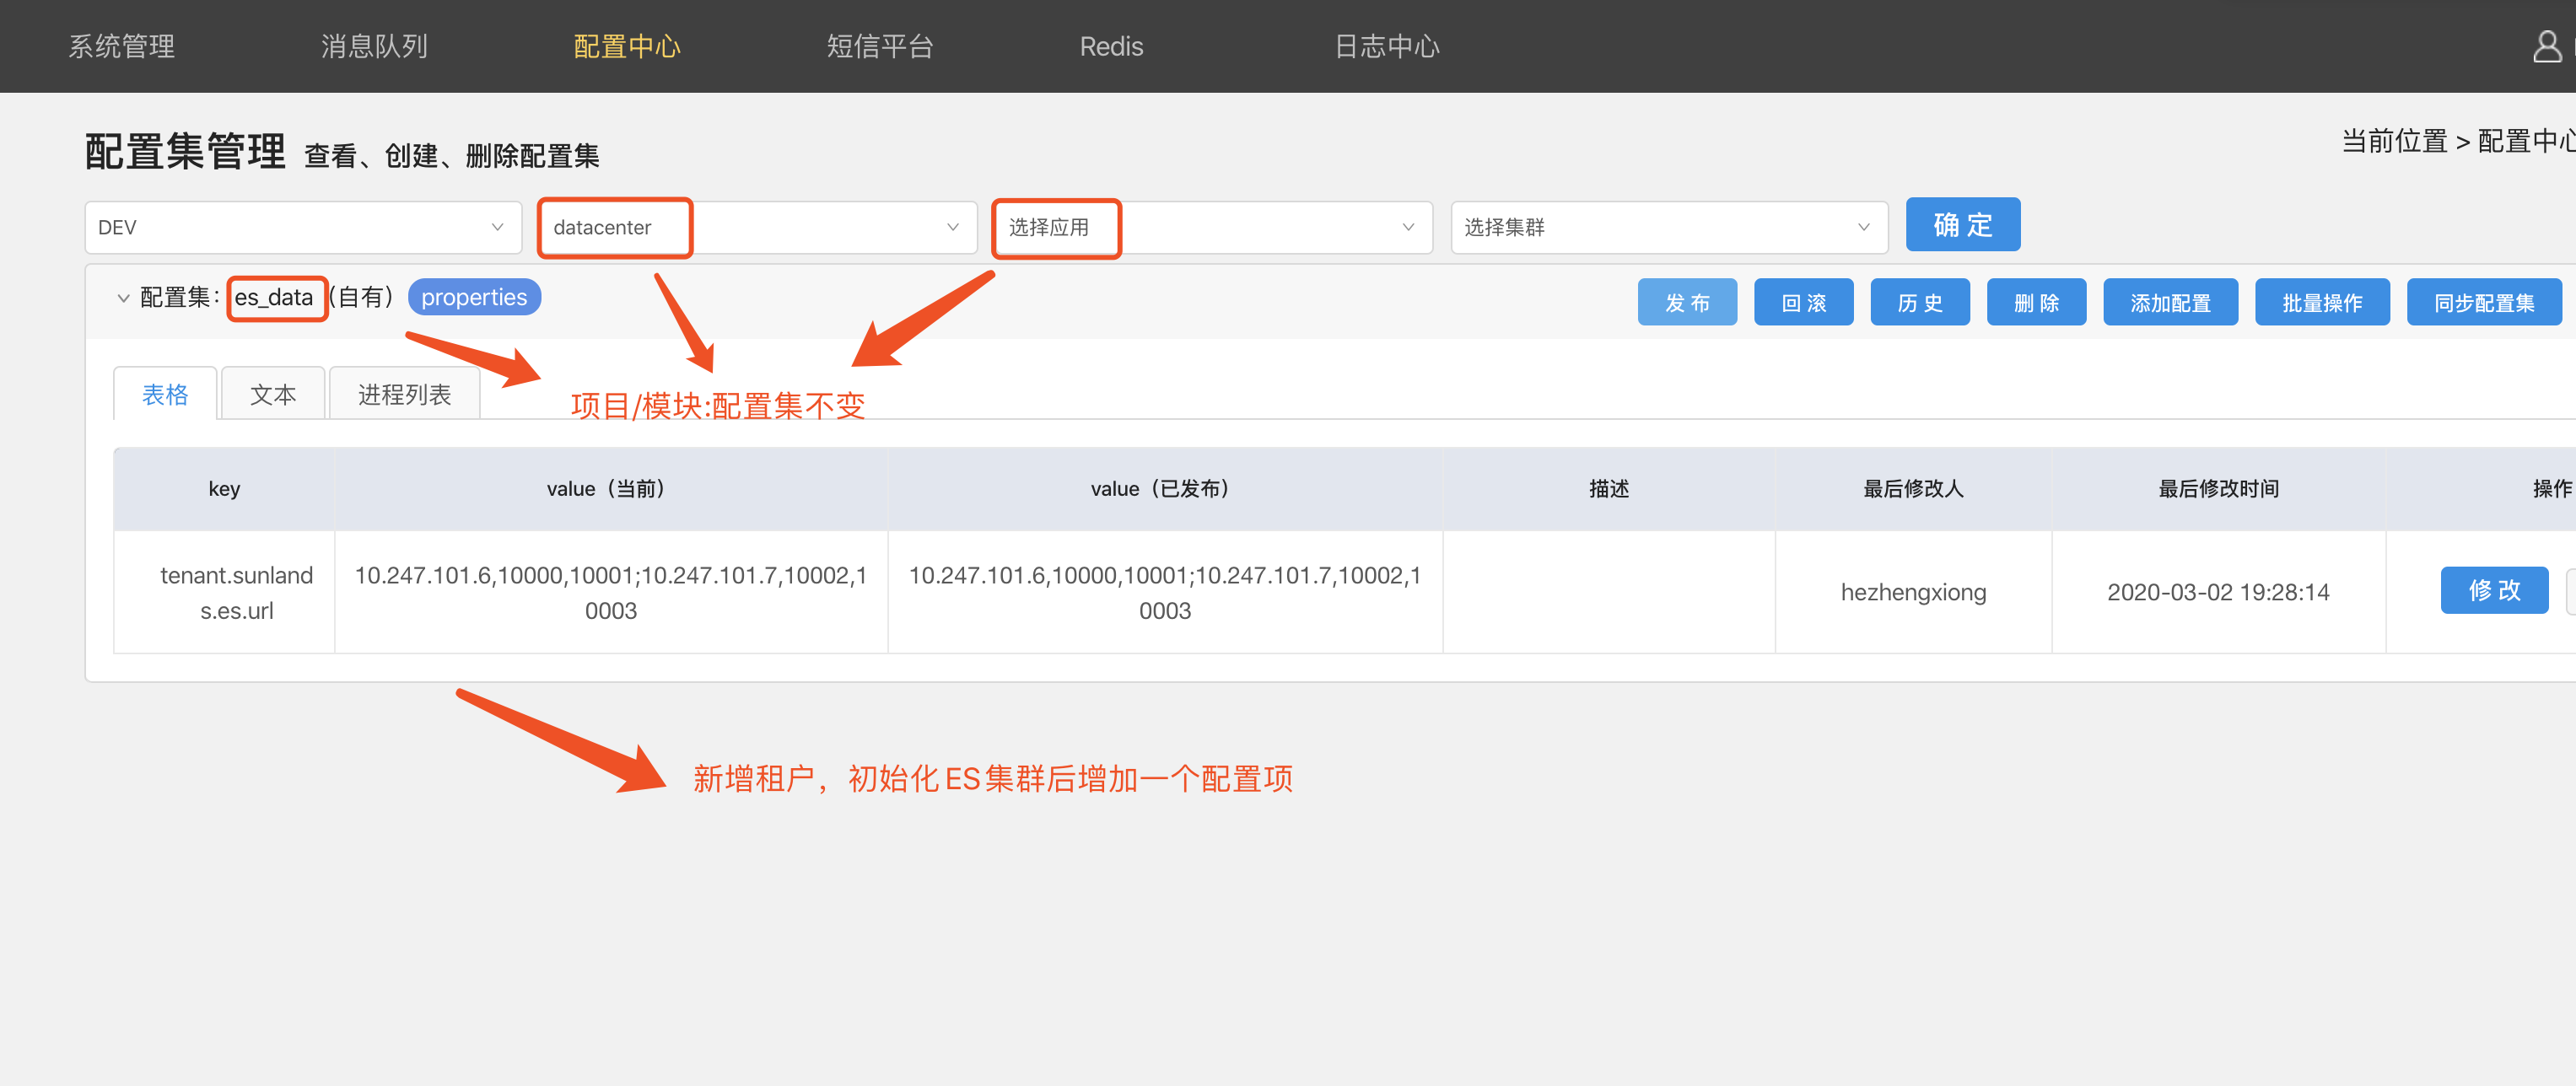 系统管理 消息队列 配置中心 短信平台 Redis 日志中心
配置集管理 查看、创建、删除配置集
当前位置 > 配置中心
DEV datacenter 选择应用 选择集群 确 定
配置集: es_data (自有) properties 发 布 回 滚 历 史 删 除 添加配置 批量操作 同步配置集
表格 文本 进程列表
项目/模块:配置集不变
key value（当前） value（已发布） 描述 最后修改人 最后修改时间 操作
tenant.sunland 10.247.101.6,10000,10001;10.247.101.7,10002,1 10.247.101.6,10000,10001;10.247.101.7,10002,1
hezhengxiong 2020-03-02 19:28:14 修 改
s.es.url 0003 0003
新增租户，初始化ES集群后增加一个配置项